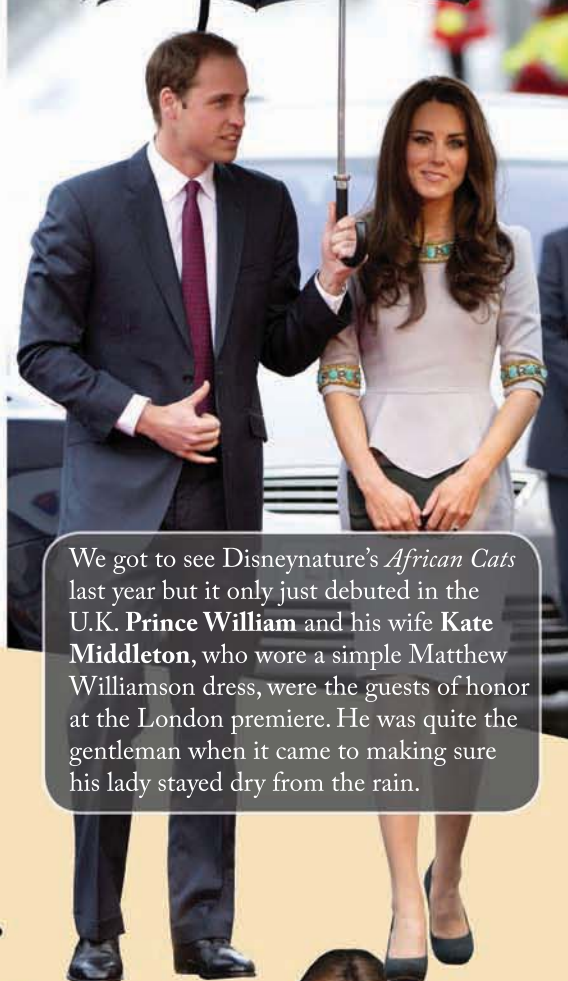 We got to see Disneynature's African Cats
last year but it only just debuted in the
U.K. Prince William and his wife Kate
Middleton, who wore a simple Matthew
Williamson dress, were the guests of honor
at the London premiere. He was quite the
gentleman when it came to making sure
his lady stayed dry from the rain.